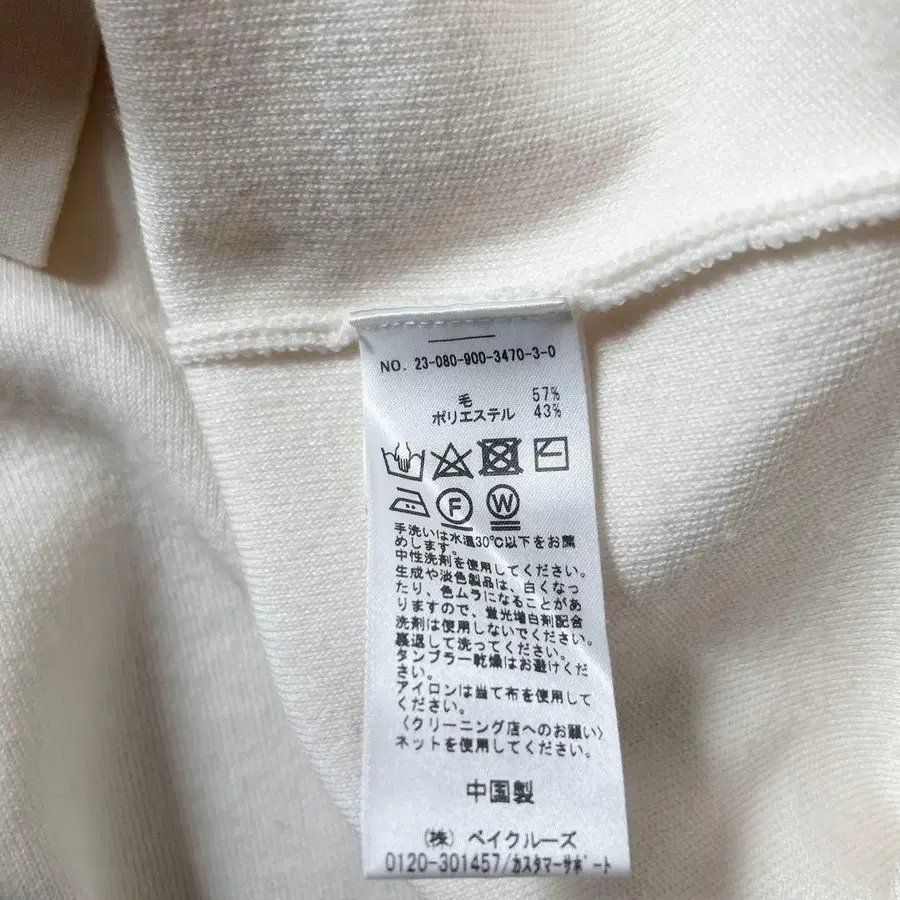 NO. 23-080-900-3470-3-0
毛 57%
ポリエステル 43%
F W
手洗いは水温30℃以下をお薦
めします。
中性洗剤を使用してください。
生成や淡色製品は、白くなっ
たり、色ムラになることがあ
りますので、蛍光増白剤配合
洗剤は使用しないでください。
裏返して洗ってください。
タンブラー乾燥はお避けくだ
さい。
アイロンは当て布を使用して
ください。
〈クリーニング店へのお願い〉
ネットを使用してください。
中国製
（株）ベイクルーズ
0120-301457/カスタマーサポート